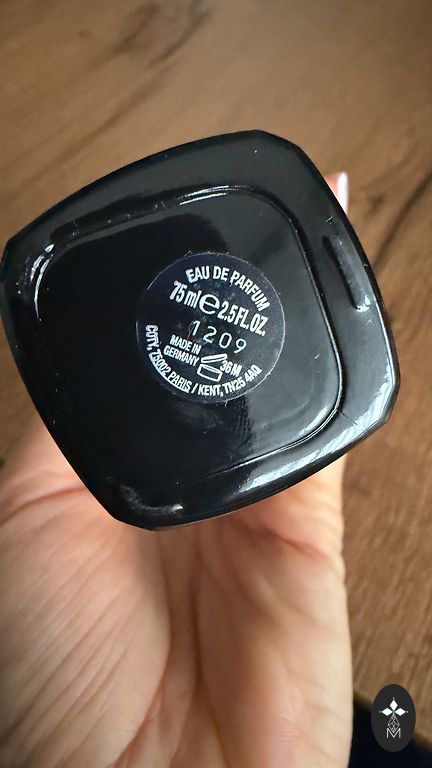 EAU DE PARFUM
75 ml e 2.5 FL.OZ.
1209
MADE IN
GERMANY
36 M
COTY, 75002 PARIS / KENT, TN25 4AQ
M